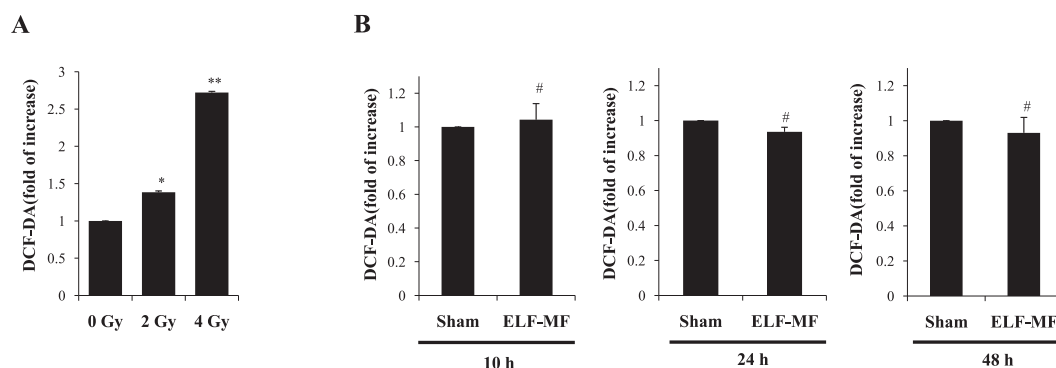 A
DCF-DA(fold of increase)
3
2.5
2
1.5
1
0.5
0
*
**
0 Gy 2 Gy 4 Gy
B
DCF-DA(fold of increase)
1.2
1
0.8
0.6
0.4
0.2
0
#
Sham ELF-MF
10 h
DCF-DA(fold of increase)
1.2
1
0.8
0.6
0.4
0.2
0
#
Sham ELF-MF
24 h
DCF-DA(fold of increase)
1.2
1
0.8
0.6
0.4
0.2
0
#
Sham ELF-MF
48 h